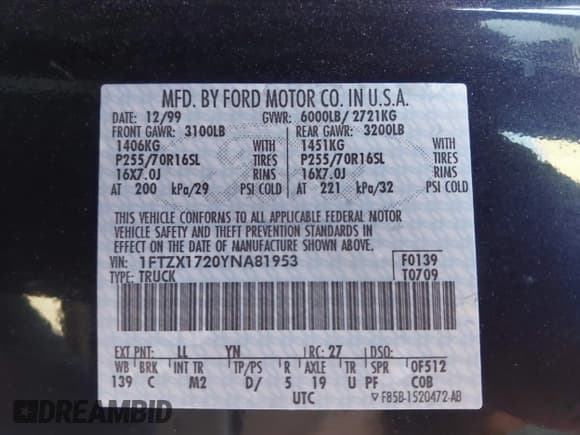 MFD. BY FORD MOTOR CO. IN U.S.A.
DATE: 12/99 GVWR: 6000LB/ 2721KG
FRONT GAWR: 3100LB REAR GAWR: 3200LB
1406KG WITH 1451KG WITH
P255/70R16SL TIRES P255/70R16SL TIRES
16X7.0J RIMS 16X7.0J RIMS
AT 200 kPa/29 PSI COLD AT 221 kPa/32 PSI COLD
THIS VEHICLE CONFORMS TO ALL APPLICABLE FEDERAL MOTOR
VEHICLE SAFETY AND THEFT PREVENTION STANDARDS IN
EFFECT ON THE DATE OF MANUFACTURE SHOWN ABOVE.
VIN: 1FTZX1720YNA81953 F0139
TYPE: TRUCK T0709
EXT PNT: LL YN RC: 27 DSO:
WB BRK INT TR TP/PS R AXLE TR SPR 0F512
139 C M2 D/ 5 19 U PF COB
UTC ▽ F85B-1520472-AB
DREAMBID